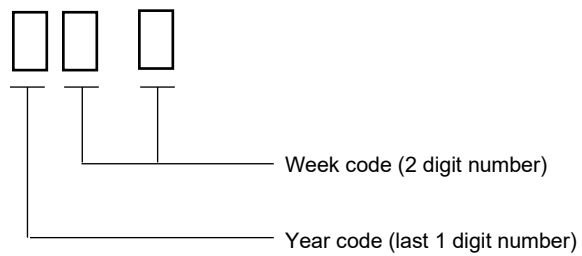 Week code (2 digit number)
Year code (last 1 digit number)